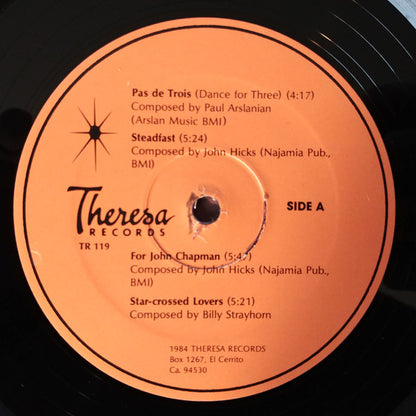 Pas de Trois (Dance for Three) (4:17)
Composed by Paul Arslanian
(Arslan Music BMI)
Steadfast (5:24)
Composed by John Hicks (Najamia Pub.,
BMI)
Theresa
RECORDS
TR 119
SIDE A
For John Chapman (5:47)
Composed by John Hicks (Najamia Pub.,
BMI)
Star-crossed Lovers (5:21)
Composed by Billy Strayhorn
1984 THERESA RECORDS
Box 1267, El Cerrito
Ca. 94530